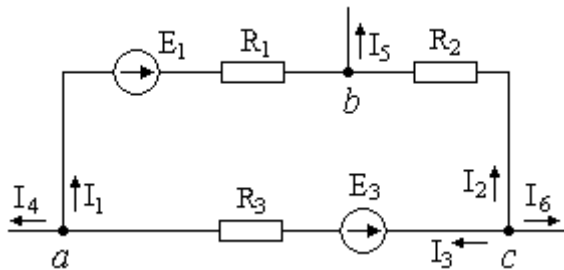 E₁ R₁ I₅ R₂
b
I₄ I₁ R₃ E₃ I₂ I₆
a I₃ c